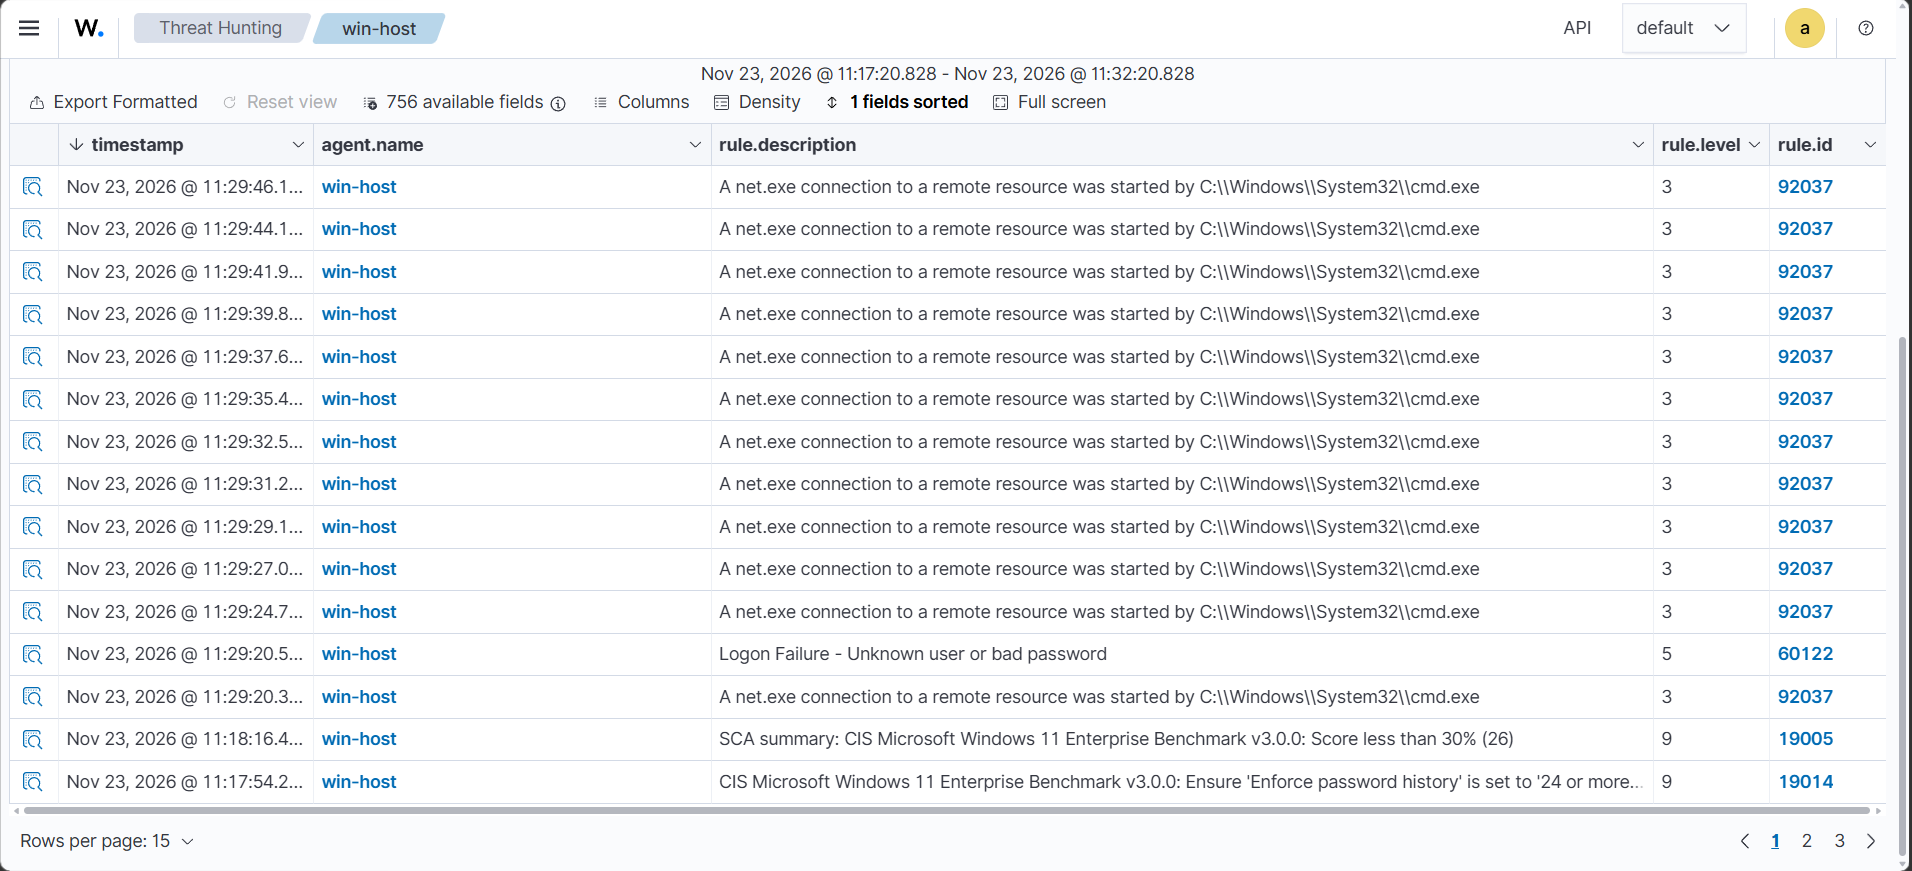 W. Threat Hunting win-host API default a
Nov 23, 2026 @ 11:17:20.828 - Nov 23, 2026 @ 11:32:20.828
Export Formatted Reset view 756 available fields Columns Density 1 fields sorted Full screen
timestamp agent.name rule.description rule.level rule.id
Nov 23, 2026 @ 11:29:46.1... win-host A net.exe connection to a remote resource was started by C:\\Windows\\System32\\cmd.exe 3 92037
Nov 23, 2026 @ 11:29:44.1... win-host A net.exe connection to a remote resource was started by C:\\Windows\\System32\\cmd.exe 3 92037
Nov 23, 2026 @ 11:29:41.9... win-host A net.exe connection to a remote resource was started by C:\\Windows\\System32\\cmd.exe 3 92037
Nov 23, 2026 @ 11:29:39.8... win-host A net.exe connection to a remote resource was started by C:\\Windows\\System32\\cmd.exe 3 92037
Nov 23, 2026 @ 11:29:37.6... win-host A net.exe connection to a remote resource was started by C:\\Windows\\System32\\cmd.exe 3 92037
Nov 23, 2026 @ 11:29:35.4... win-host A net.exe connection to a remote resource was started by C:\\Windows\\System32\\cmd.exe 3 92037
Nov 23, 2026 @ 11:29:32.5... win-host A net.exe connection to a remote resource was started by C:\\Windows\\System32\\cmd.exe 3 92037
Nov 23, 2026 @ 11:29:31.2... win-host A net.exe connection to a remote resource was started by C:\\Windows\\System32\\cmd.exe 3 92037
Nov 23, 2026 @ 11:29:29.1... win-host A net.exe connection to a remote resource was started by C:\\Windows\\System32\\cmd.exe 3 92037
Nov 23, 2026 @ 11:29:27.0... win-host A net.exe connection to a remote resource was started by C:\\Windows\\System32\\cmd.exe 3 92037
Nov 23, 2026 @ 11:29:24.7... win-host A net.exe connection to a remote resource was started by C:\\Windows\\System32\\cmd.exe 3 92037
Nov 23, 2026 @ 11:29:20.5... win-host Logon Failure - Unknown user or bad password 5 60122
Nov 23, 2026 @ 11:29:20.3... win-host A net.exe connection to a remote resource was started by C:\\Windows\\System32\\cmd.exe 3 92037
Nov 23, 2026 @ 11:18:16.4... win-host SCA summary: CIS Microsoft Windows 11 Enterprise Benchmark v3.0.0: Score less than 30% (26) 9 19005
Nov 23, 2026 @ 11:17:54.2... win-host CIS Microsoft Windows 11 Enterprise Benchmark v3.0.0: Ensure 'Enforce password history' is set to '24 or more... 9 19014
Rows per page: 15 1 2 3